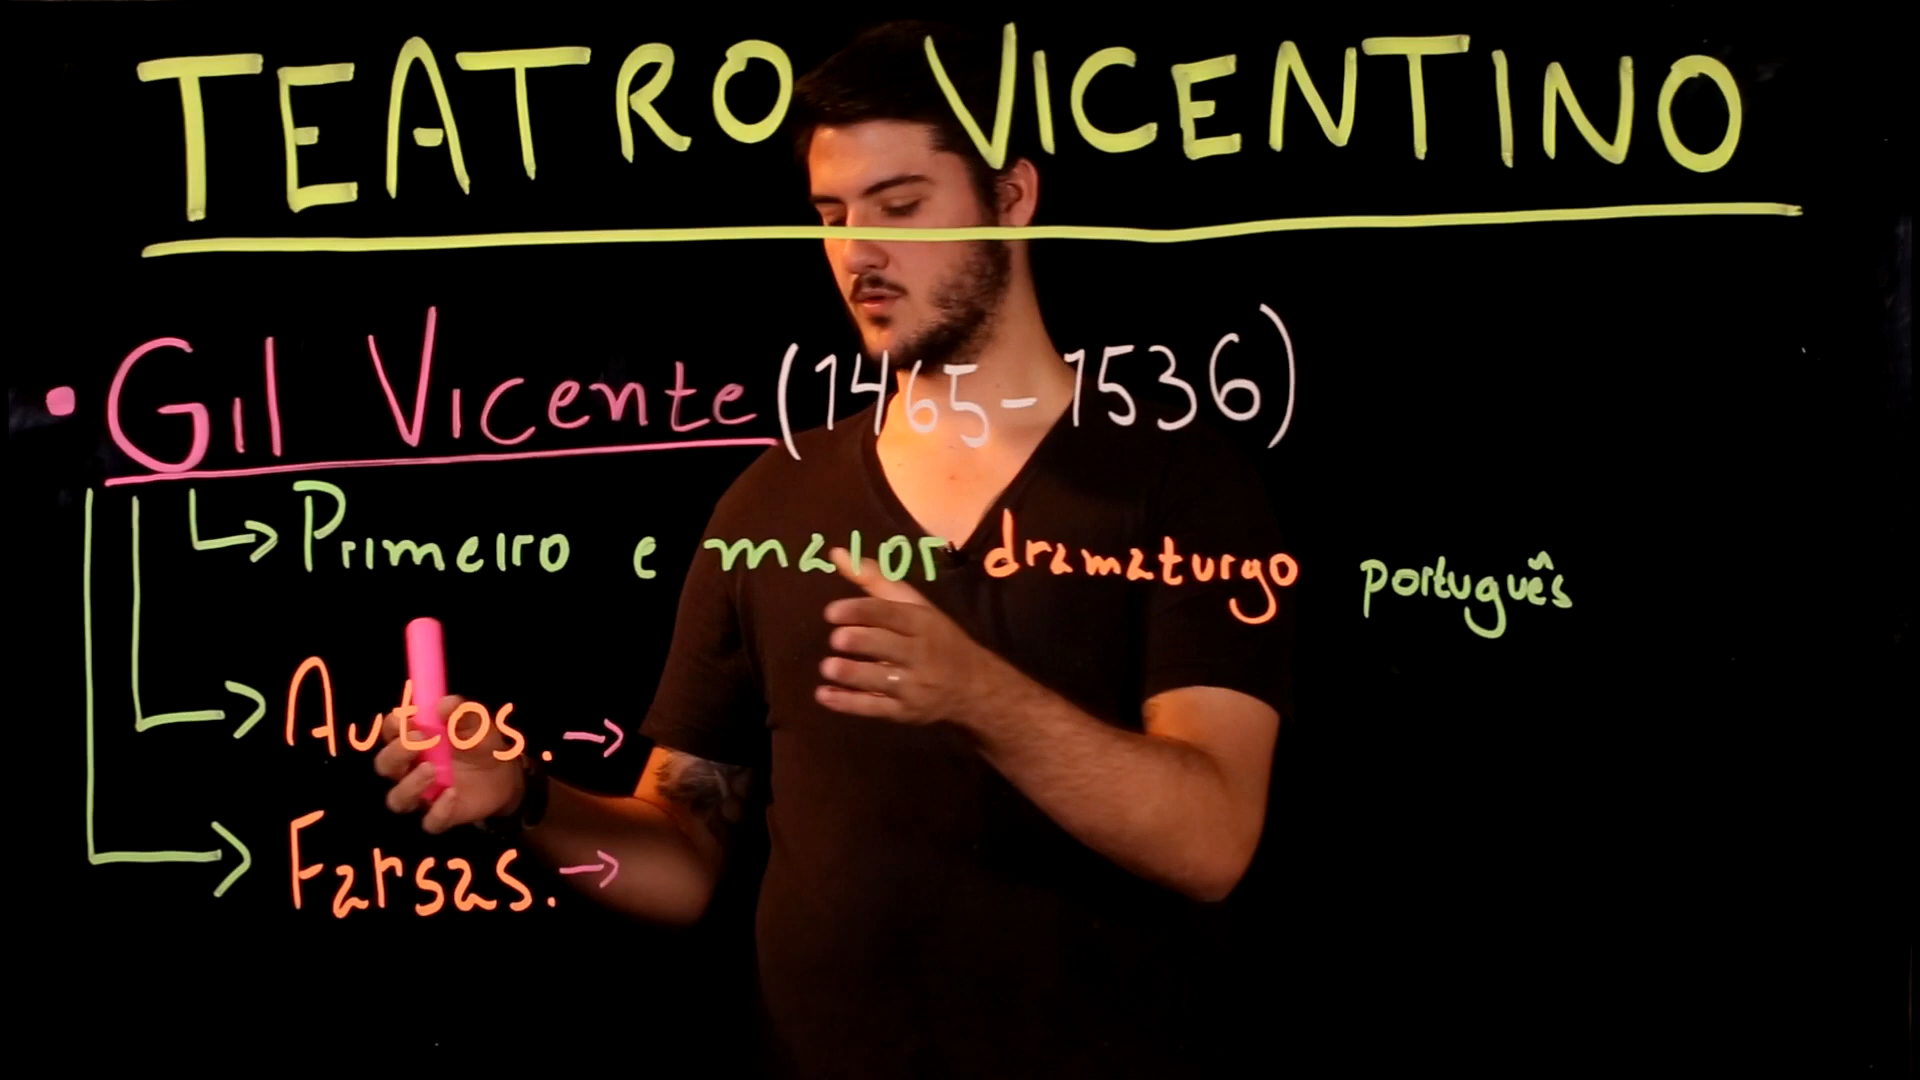 TEATRO VICENTINO
• Gil Vicente (1465-1536)
→ Primeiro e maior dramaturgo português
→ Autos. →
→ Farsas. →